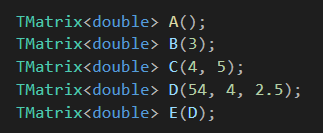 TMatrix<double> A();
TMatrix<double> B(3);
TMatrix<double> C(4, 5);
TMatrix<double> D(54, 4, 2.5);
TMatrix<double> E(D);